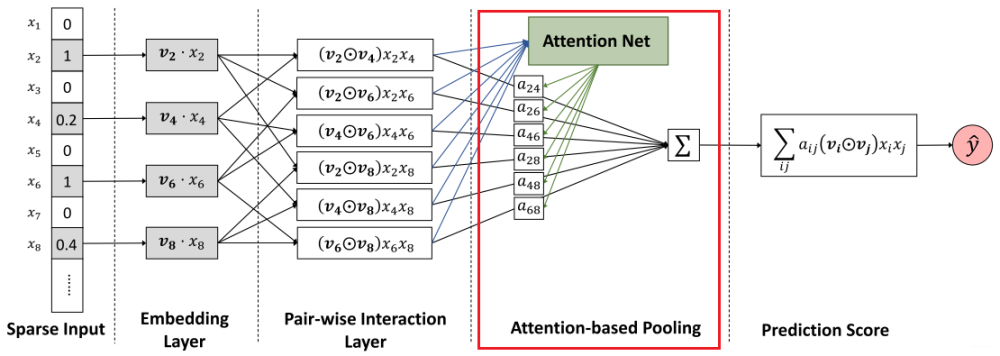 x₁ 0
x₂ 1
x₃ 0
x₄ 0.2
x₅ 0
x₆ 1
x₇ 0
x₈ 0.4
......
Sparse Input
v₂ · x₂
v₄ · x₄
v₆ · x₆
v₈ · x₈
Embedding
Layer
(v₂⊙v₄)x₂x₄
(v₂⊙v₆)x₂x₆
(v₄⊙v₆)x₄x₆
(v₂⊙v₈)x₂x₈
(v₄⊙v₈)x₄x₈
(v₆⊙v₈)x₆x₈
Pair-wise Interaction
Layer
Attention Net
a₂₄
a₂₆
a₄₆
a₂₈
a₄₈
a₆₈
Σ
Attention-based Pooling
∑ᵢⱼ aᵢⱼ(vᵢ⊙vⱼ)xᵢxⱼ
ŷ
Prediction Score